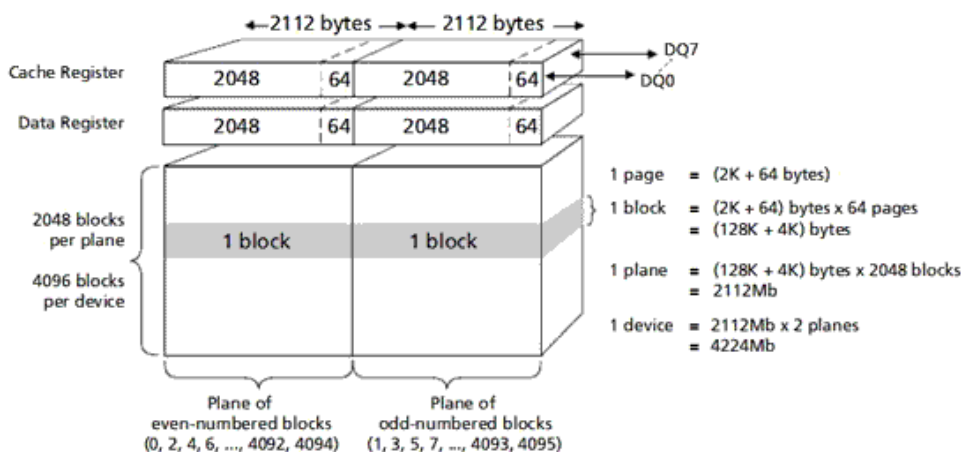 2112 bytes 2112 bytes
DQ7
DQ0
Cache Register 2048 64 2048 64
Data Register 2048 64 2048 64
2048 blocks
per plane
4096 blocks
per device
1 block 1 block
1 page = (2K + 64 bytes)
1 block = (2K + 64) bytes x 64 pages
= (128K + 4K) bytes
1 plane = (128K + 4K) bytes x 2048 blocks
= 2112Mb
1 device = 2112Mb x 2 planes
= 4224Mb
Plane of
even-numbered blocks
(0, 2, 4, 6, ..., 4092, 4094)
Plane of
odd-numbered blocks
(1, 3, 5, 7, ..., 4093, 4095)